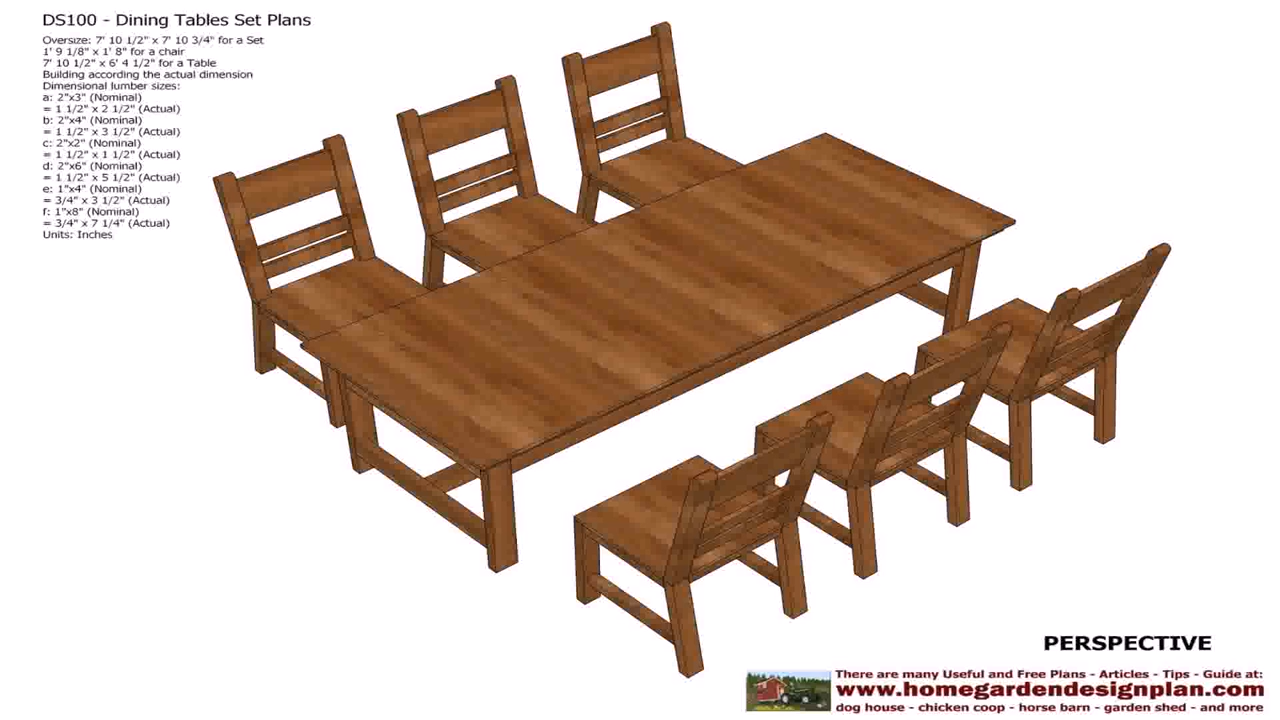 DS100 - Dining Tables Set Plans
Oversize: 7' 10 1/2" x 7' 10 3/4" for a Set
1' 9 1/8" x 1' 8" for a chair
7' 10 1/2" x 6' 4 1/2" for a Table
Building according the actual dimension
Dimensional lumber sizes:
a: 2"x3" (Nominal)
= 1 1/2" x 2 1/2" (Actual)
b: 2"x4" (Nominal)
= 1 1/2" x 3 1/2" (Actual)
c: 2"x2" (Nominal)
= 1 1/2" x 1 1/2" (Actual)
d: 2"x6" (Nominal)
= 1 1/2" x 5 1/2" (Actual)
e: 1"x4" (Nominal)
= 3/4" x 3 1/2" (Actual)
f: 1"x8" (Nominal)
= 3/4" x 7 1/4" (Actual)
Units: Inches
PERSPECTIVE
There are many Useful and Free Plans - Articles - Tips - Guide at:
www.homegardendesignplan.com
dog house - chicken coop - horse barn - garden shed - and more